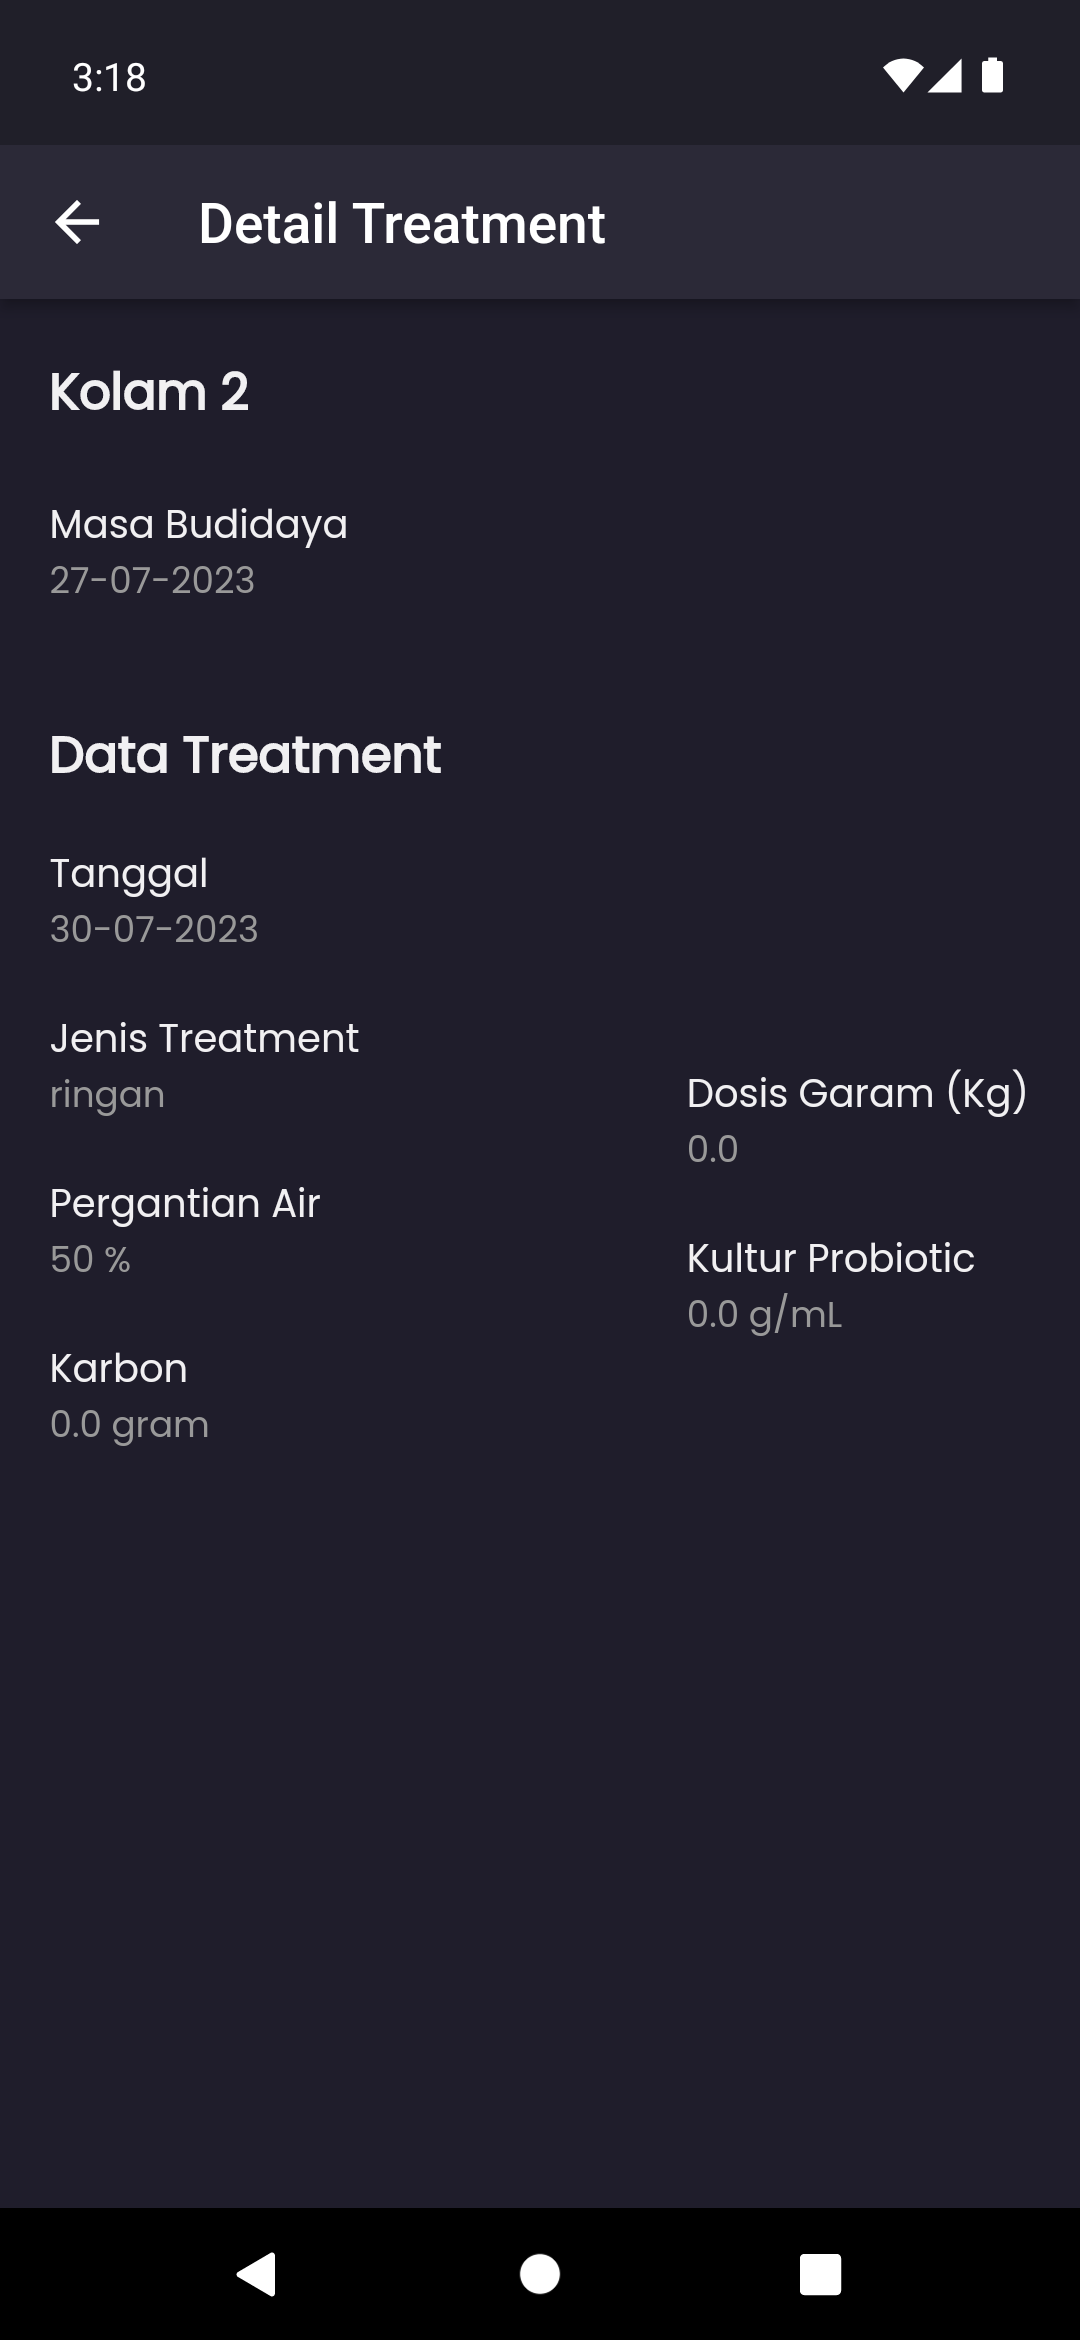 3:18
Detail Treatment
Kolam 2
Masa Budidaya
27-07-2023
Data Treatment
Tanggal
30-07-2023
Jenis Treatment
ringan
Pergantian Air
50 %
Karbon
0.0 gram
Dosis Garam (Kg)
0.0
Kultur Probiotic
0.0 g/mL